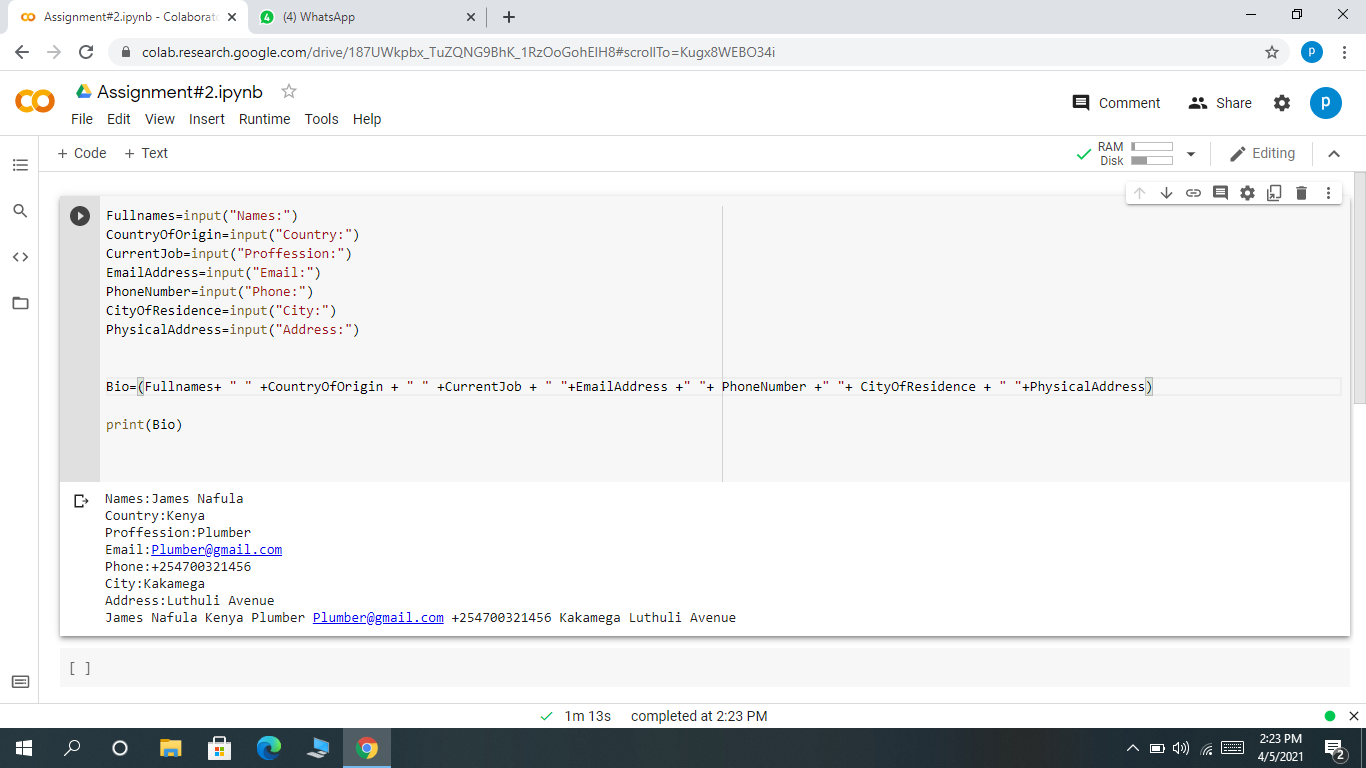 Assignment#2.ipynb - Colaborato
(4) WhatsApp
colab.research.google.com/drive/187UWkpbx_TuZQNG9BhK_1RzOoGohEIH8#scrollTo=Kugx8WEBO34i
p
Assignment#2.ipynb
File Edit View Insert Runtime Tools Help
Comment Share p
+ Code + Text
RAM
Disk
Editing
Fullnames=input("Names:")
CountryOfOrigin=input("Country:")
CurrentJob=input("Proffession:")
EmailAddress=input("Email:")
PhoneNumber=input("Phone:")
CityOfResidence=input("City:")
PhysicalAddress=input("Address:")
Bio=(Fullnames+ " " +CountryOfOrigin + " " +CurrentJob + " "+EmailAddress +" "+ PhoneNumber +" "+ CityOfResidence + " "+PhysicalAddress)
print(Bio)
Names:James Nafula
Country:Kenya
Proffession:Plumber
Email:Plumber@gmail.com
Phone:+254700321456
City:Kakamega
Address:Luthuli Avenue
James Nafula Kenya Plumber Plumber@gmail.com +254700321456 Kakamega Luthuli Avenue
[ ]
1m 13s completed at 2:23 PM
2:23 PM
4/5/2021
2